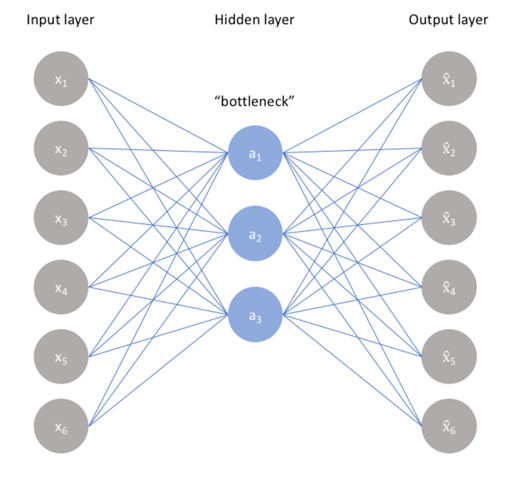 Input layer
Hidden layer
Output layer
“bottleneck”
x₁
x₂
x₃
x₄
x₅
x₆
a₁
a₂
a₃
x̂₁
x̂₂
x̂₃
x̂₄
x̂₅
x̂₆